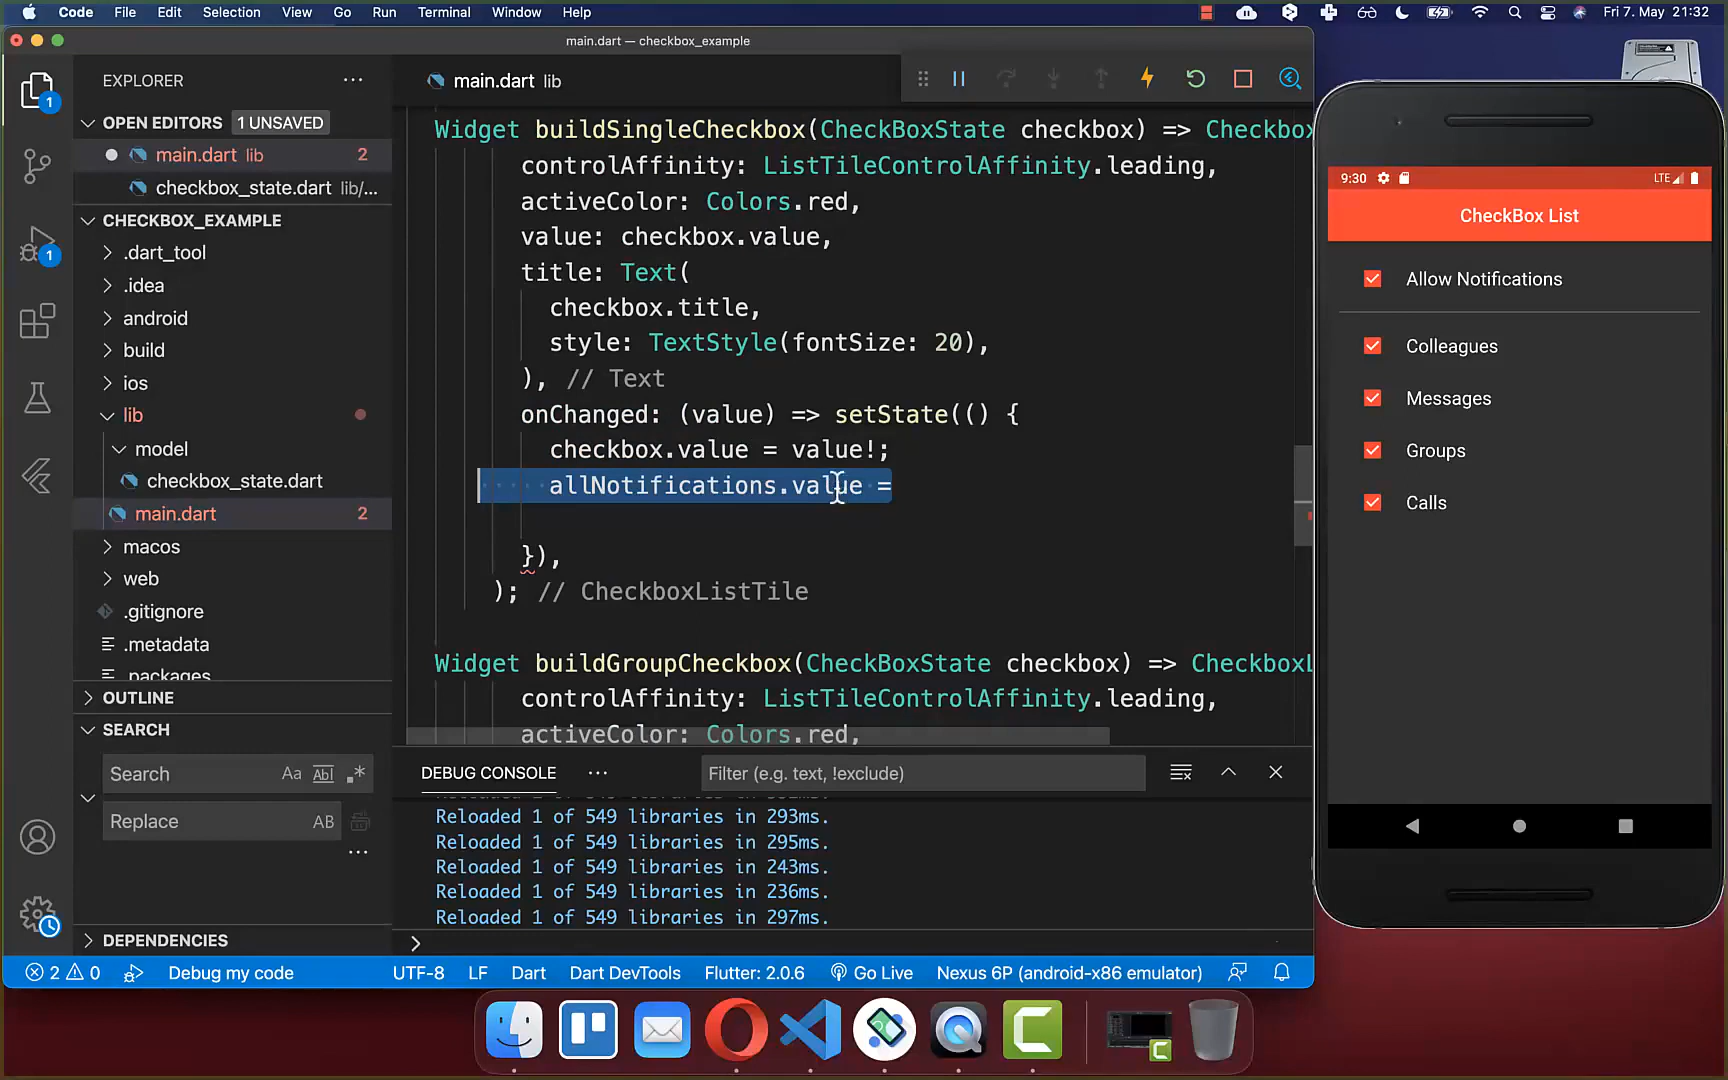 Code File Edit Selection View Go Run Terminal Window Help
Fri 7. May 21:32
main.dart — checkbox_example
EXPLORER
OPEN EDITORS 1 UNSAVED
main.dart lib 2
checkbox_state.dart lib/...
CHECKBOX_EXAMPLE
.dart_tool
.idea
android
build
ios
lib
model
checkbox_state.dart
main.dart 2
macos
web
.gitignore
.metadata
.packages
OUTLINE
SEARCH
Search Aa Abl .*
Replace AB
DEPENDENCIES
1
1
main.dart lib
Widget buildSingleCheckbox(CheckBoxState checkbox) => Checkbox
controlAffinity: ListTileControlAffinity.leading,
activeColor: Colors.red,
value: checkbox.value,
title: Text(
checkbox.title,
style: TextStyle(fontSize: 20),
), // Text
onChanged: (value) => setState(() {
checkbox.value = value!;
allNotifications.value =
}),
); // CheckboxListTile
Widget buildGroupCheckbox(CheckBoxState checkbox) => CheckboxL
controlAffinity: ListTileControlAffinity.leading,
activeColor: Colors.red,
DEBUG CONSOLE
Filter (e.g. text, !exclude)
Reloaded 1 of 549 libraries in 293ms.
Reloaded 1 of 549 libraries in 295ms.
Reloaded 1 of 549 libraries in 243ms.
Reloaded 1 of 549 libraries in 236ms.
Reloaded 1 of 549 libraries in 297ms.
2 0 Debug my code UTF-8 LF Dart Dart DevTools Flutter: 2.0.6 Go Live Nexus 6P (android-x86 emulator)
9:30 LTE
CheckBox List
Allow Notifications
Colleagues
Messages
Groups
Calls